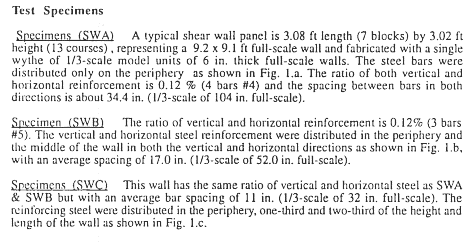 Test Specimens
Specimens (SWA) A typical shear wall panel is 3.08 ft length (7 blocks) by 3.02 ft
height (13 courses) , representing a 9.2 x 9.1 ft full-scale wall and fabricated with a single
wythe of 1/3-scale model units of 6 in. thick full-scale walls. The steel bars were
distributed only on the periphery as shown in Fig. 1.a. The ratio of both vertical and
horizontal reinforcement is 0.12 % (4 bars #4) and the spacing between bars in both
directions is about 34.4 in. (1/3-scale of 104 in. full-scale).
Specimen (SWB) The ratio of vertical and horizontal reinforcement is 0.12% (3 bars
#5). The vertical and horizontal steel reinforcement were distributed in the periphery and
the middle of the wall in both the vertical and horizontal directions as shown in Fig. 1.b,
with an average spacing of 17.0 in. (1/3-scale of 52.0 in. full-scale).
Specimens (SWC) This wall has the same ratio of vertical and horizontal steel as SWA
& SWB but with an average bar spacing of 11 in. (1/3-scale of 32 in. full-scale). The
reinforcing steel were distributed in the periphery, one-third and two-third of the height and
length of the wall as shown in Fig. 1.c.